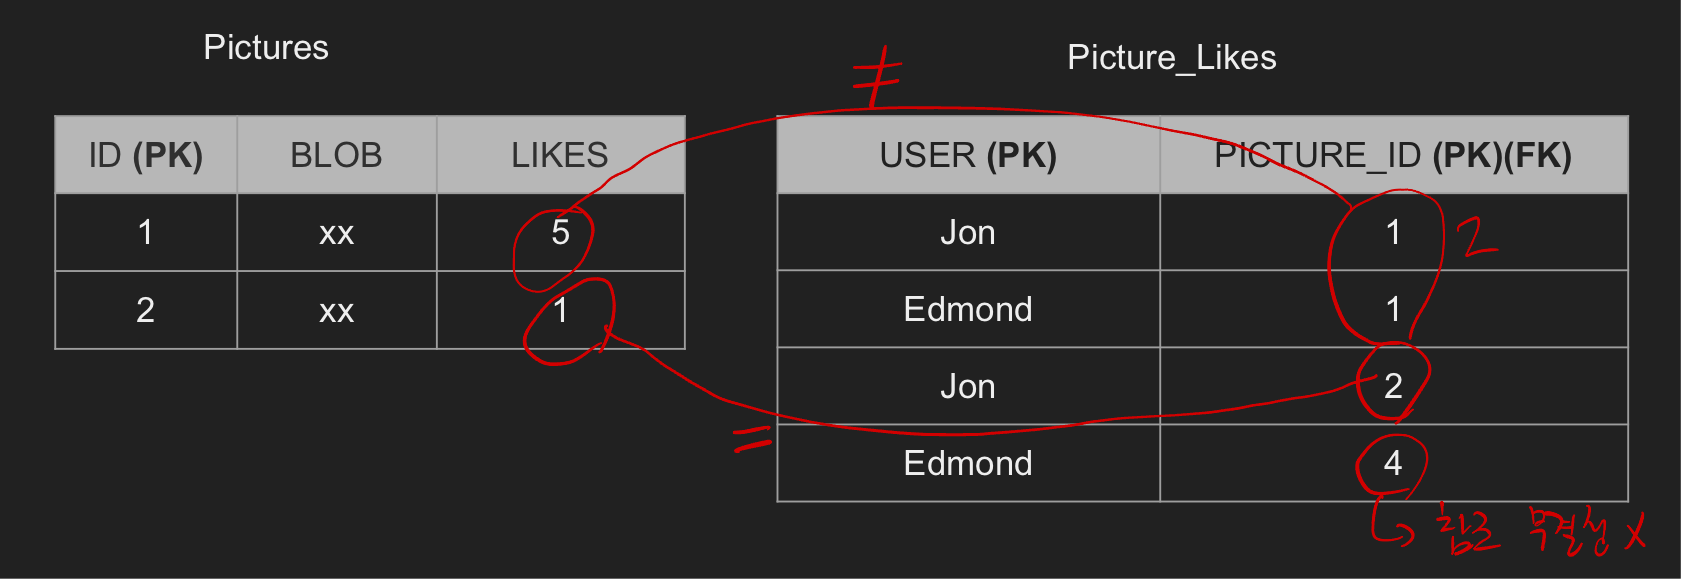 Pictures
Picture_Likes
≠
ID (PK) BLOB LIKES
1 xx 5
2 xx 1
USER (PK) PICTURE_ID (PK)(FK)
Jon 1
2
Edmond 1
Jon 2
=
Edmond 4
참조 무결성 X